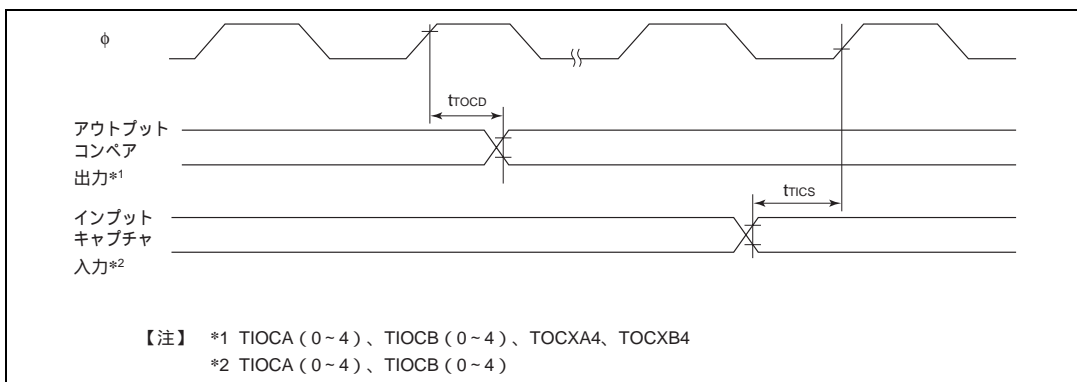 φ
tTOCD
アウトプット
コンペア
出力*1
tTICS
インプット
キャプチャ
入力*2
【注】 *1 TIOCA（0~4）、TIOCB（0~4）、TOCXA4、TOCXB4
*2 TIOCA（0~4）、TIOCB（0~4）